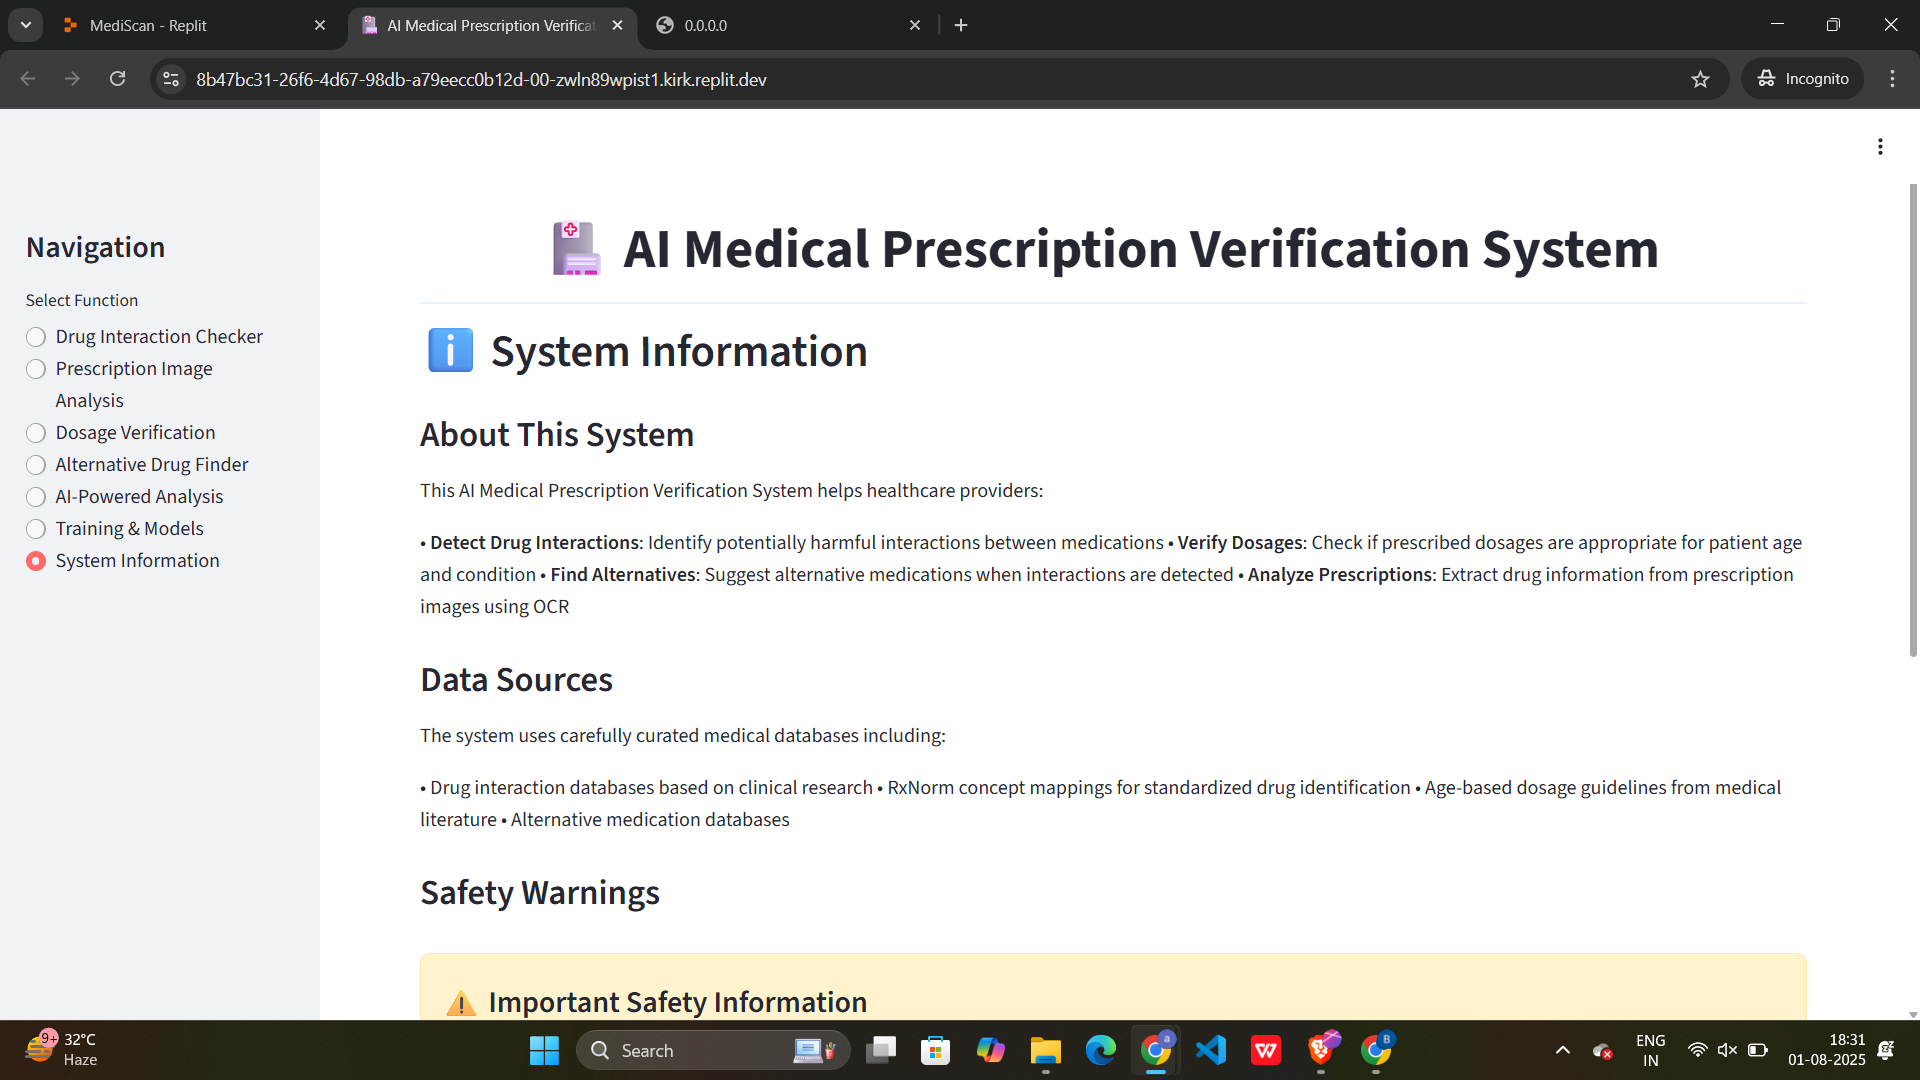 MediScan - Replit
AI Medical Prescription Verificat
0.0.0.0
8b47bc31-26f6-4d67-98db-a79eecc0b12d-00-zwln89wpist1.kirk.replit.dev
Incognito
Navigation
Select Function
Drug Interaction Checker
Prescription Image
Analysis
Dosage Verification
Alternative Drug Finder
AI-Powered Analysis
Training & Models
System Information
AI Medical Prescription Verification System
i System Information
About This System
This AI Medical Prescription Verification System helps healthcare providers:
• Detect Drug Interactions: Identify potentially harmful interactions between medications • Verify Dosages: Check if prescribed dosages are appropriate for patient age
and condition • Find Alternatives: Suggest alternative medications when interactions are detected • Analyze Prescriptions: Extract drug information from prescription
images using OCR
Data Sources
The system uses carefully curated medical databases including:
• Drug interaction databases based on clinical research • RxNorm concept mappings for standardized drug identification • Age-based dosage guidelines from medical
literature • Alternative medication databases
Safety Warnings
Important Safety Information
9+
32°C
Haze
Search
a
W
B
ENG
IN
18:31
01-08-2025